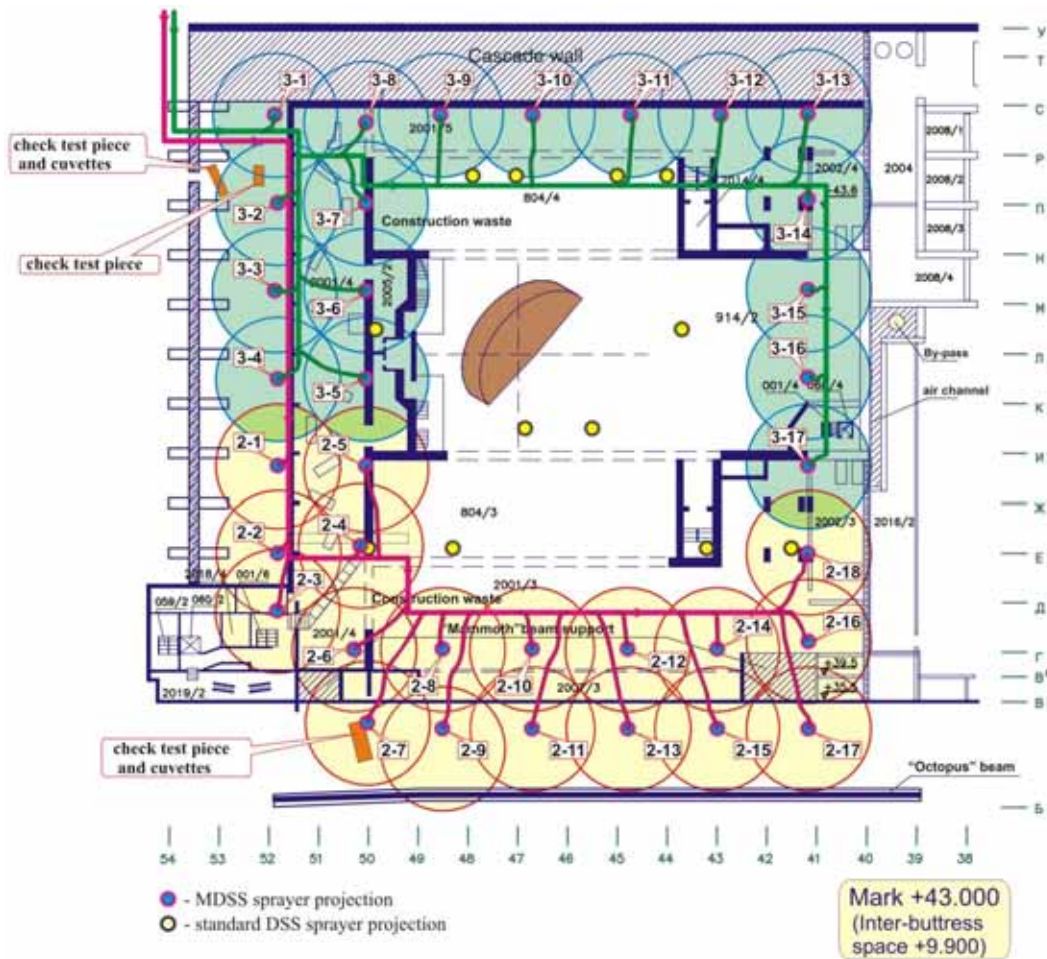 Cascade wall
У
Т
С
Р
П
Н
М
Л
К
И
Ж
Е
Д
Г
В'
В
Б
3-1
3-8
3-9
3-10
3-11
3-12
3-13
2001/5
2008/1
2004
2002/4
2008/2
2008/3
2008/4
2014/4
-43.6
804/4
check test piece
and cuvettes
check test piece
3-2
3-7
Construction waste
3-14
3-3
2001/4
3-6
2005/2
914/2
3-15
3-4
3-5
3-16
001/4
By-pass
air channel
2-1
2-5
3-17
2-2
2-4
804/3
2002/3
2016/2
2-3
2-18
2001/3
001/6
059/2
060/2
Construction waste
2001/4
"Mammoth"beam support
2-6
2-8
2-10
2-12
2-14
2-16
+39.5
2019/2
check test piece
and cuvettes
2-7
2-9
2-11
2-13
2-15
2-17
"Octopus" beam
54 53 52 51 50 49 48 47 46 45 44 43 42 41 40 39 38
- MDSS sprayer projection
- standard DSS sprayer projection
Mark +43.000
(Inter-buttress
space +9.900)